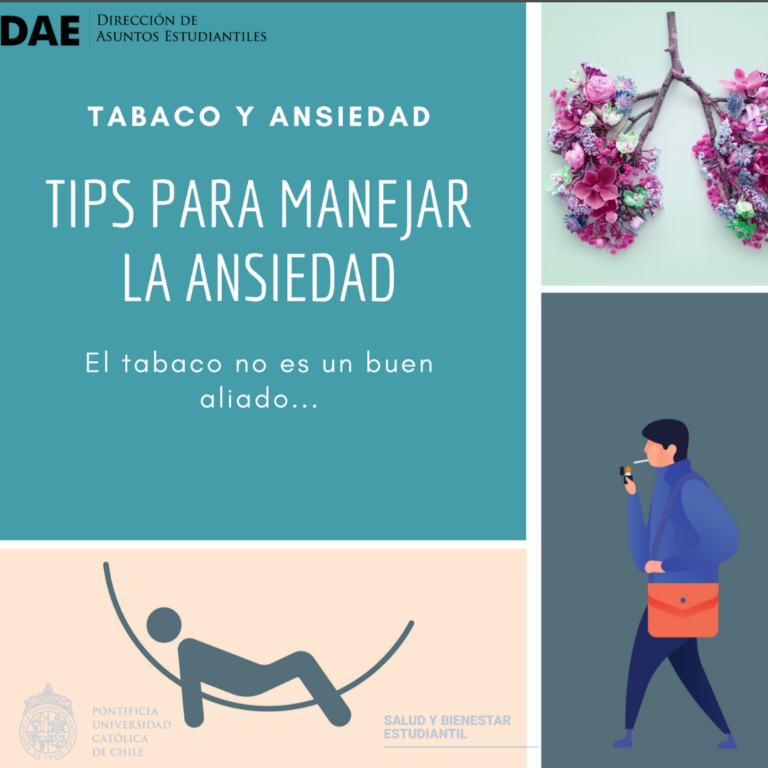 DAE
DIRECCIÓN DE
ASUNTOS ESTUDIANTILES
TABACO Y ANSIEDAD
TIPS PARA MANEJAR
LA ANSIEDAD
El tabaco no es un buen
aliado...
PONTIFICIA
UNIVERSIDAD
CATÓLICA
DE CHILE
SALUD Y BIENESTAR
ESTUDIANTIL